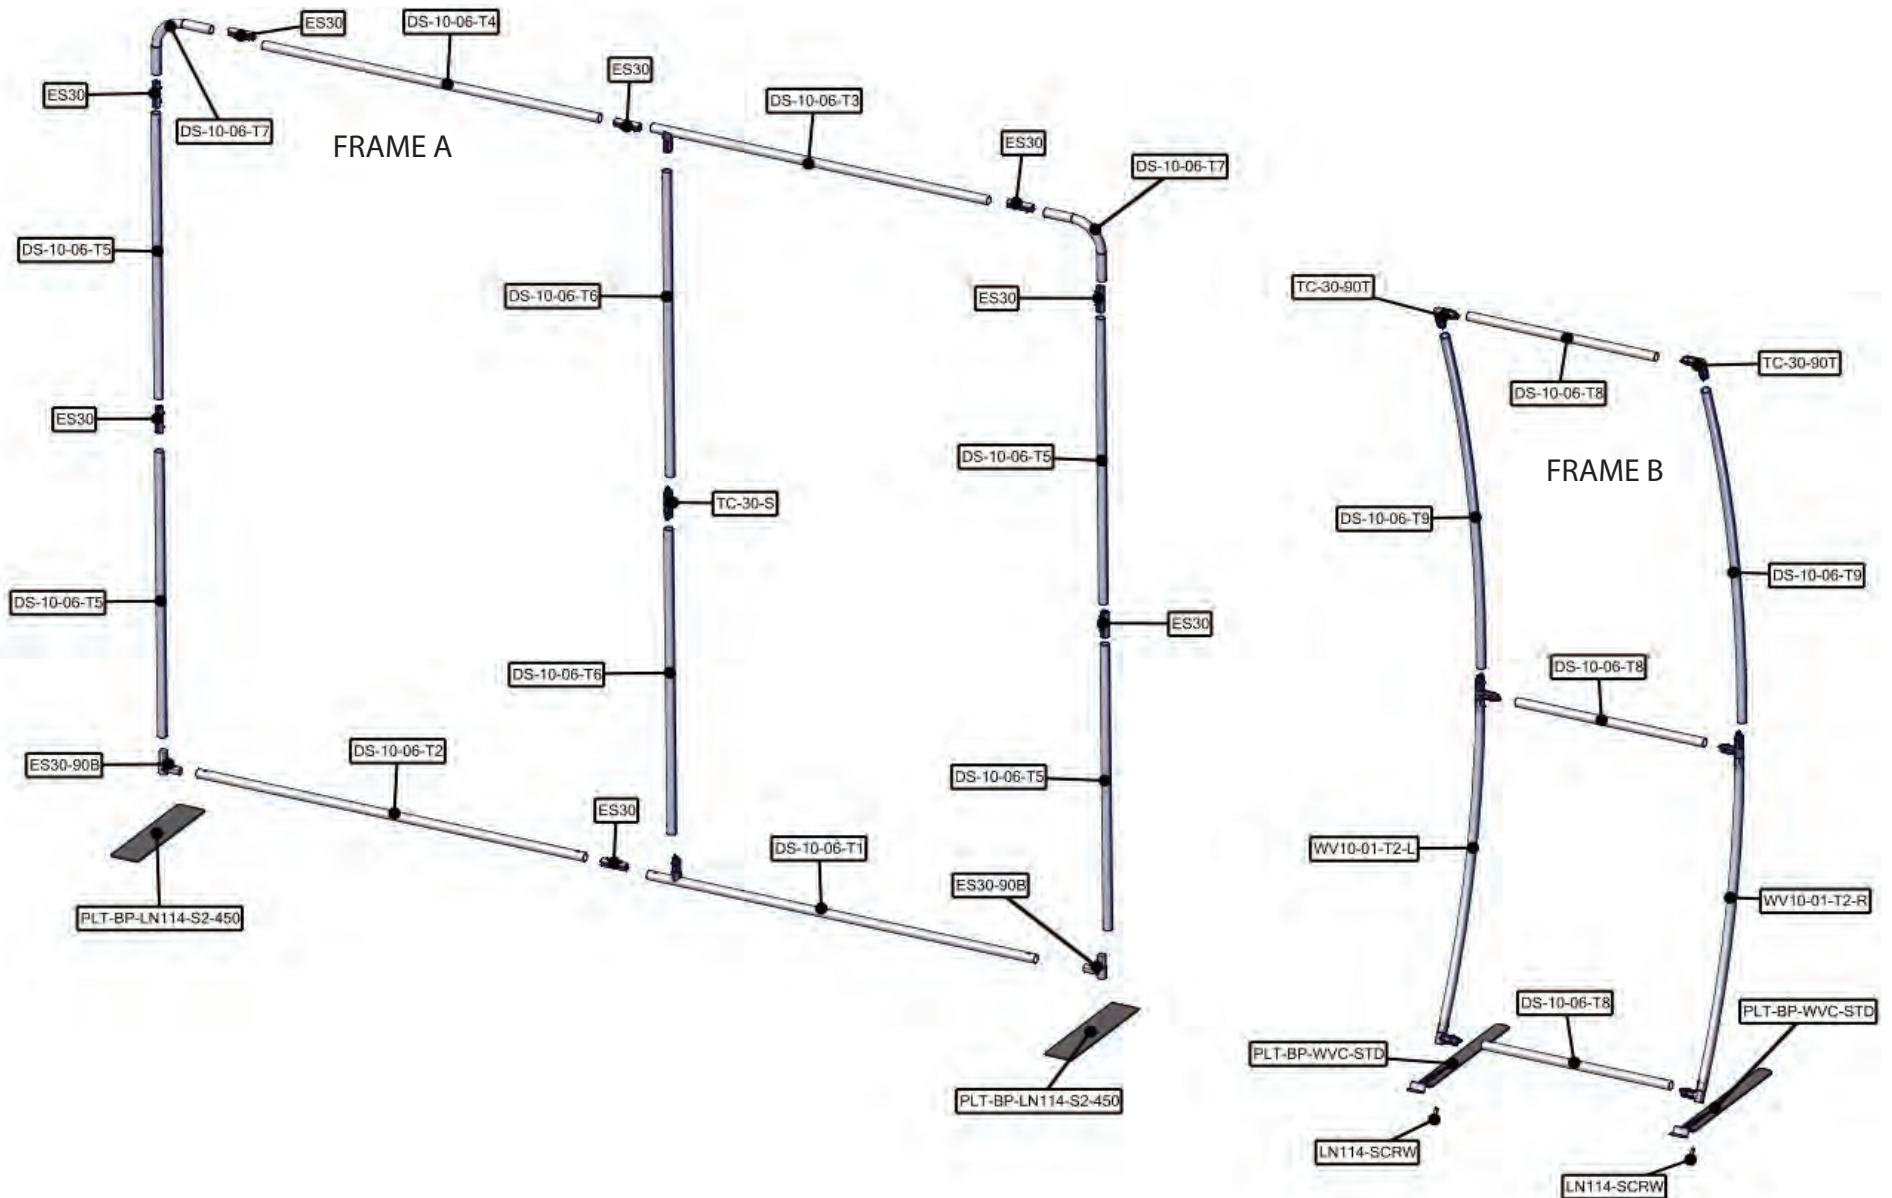 ES30
DS-10-06-T4
ES30
ES30
DS-10-06-T3
DS-10-06-T7
FRAME A
ES30
DS-10-06-T7
DS-10-06-T5
DS-10-06-T6
ES30
ES30
DS-10-06-T5
TC-30-S
DS-10-06-T5
ES30
DS-10-06-T6
ES30-90B
DS-10-06-T2
DS-10-06-T5
ES30
DS-10-06-T1
ES30-90B
PLT-BP-LN114-S2-450
PLT-BP-LN114-S2-450
TC-30-90T
TC-30-90T
DS-10-06-T8
FRAME B
DS-10-06-T9
DS-10-06-T9
DS-10-06-T8
WV10-01-T2-L
WV10-01-T2-R
DS-10-06-T8
PLT-BP-WVC-STD
PLT-BP-WVC-STD
LN114-SCRW
LN114-SCRW